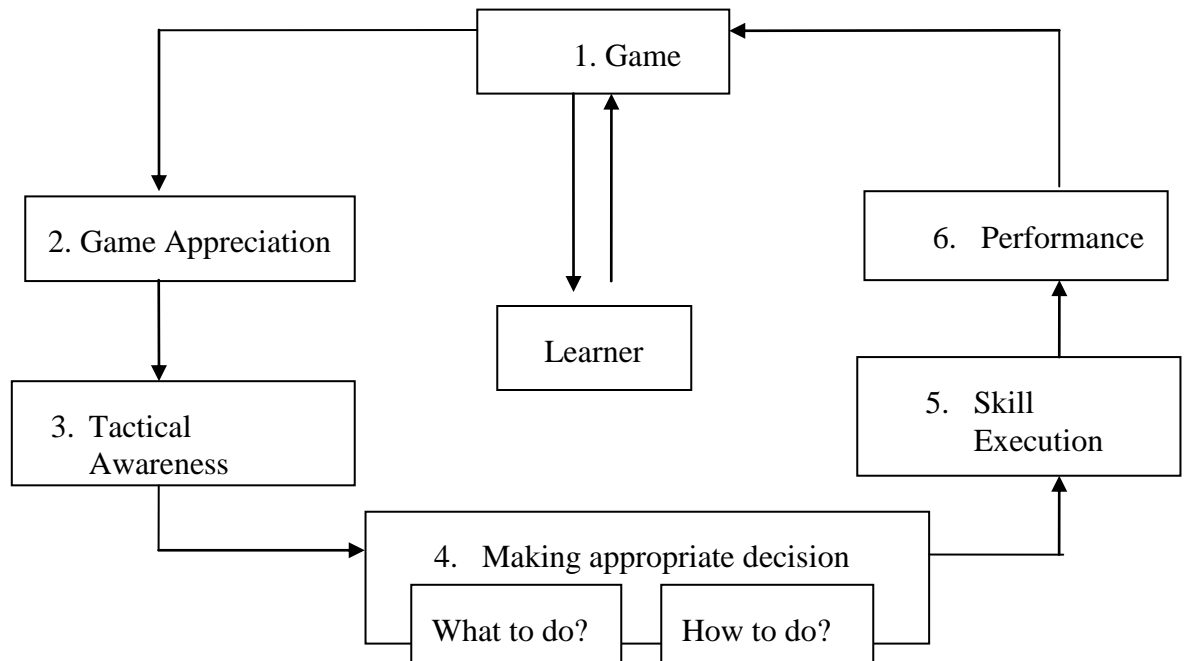 1. Game
2. Game Appreciation
6. Performance
Learner
3. Tactical
Awareness
5. Skill
Execution
4. Making appropriate decision
What to do?
How to do?